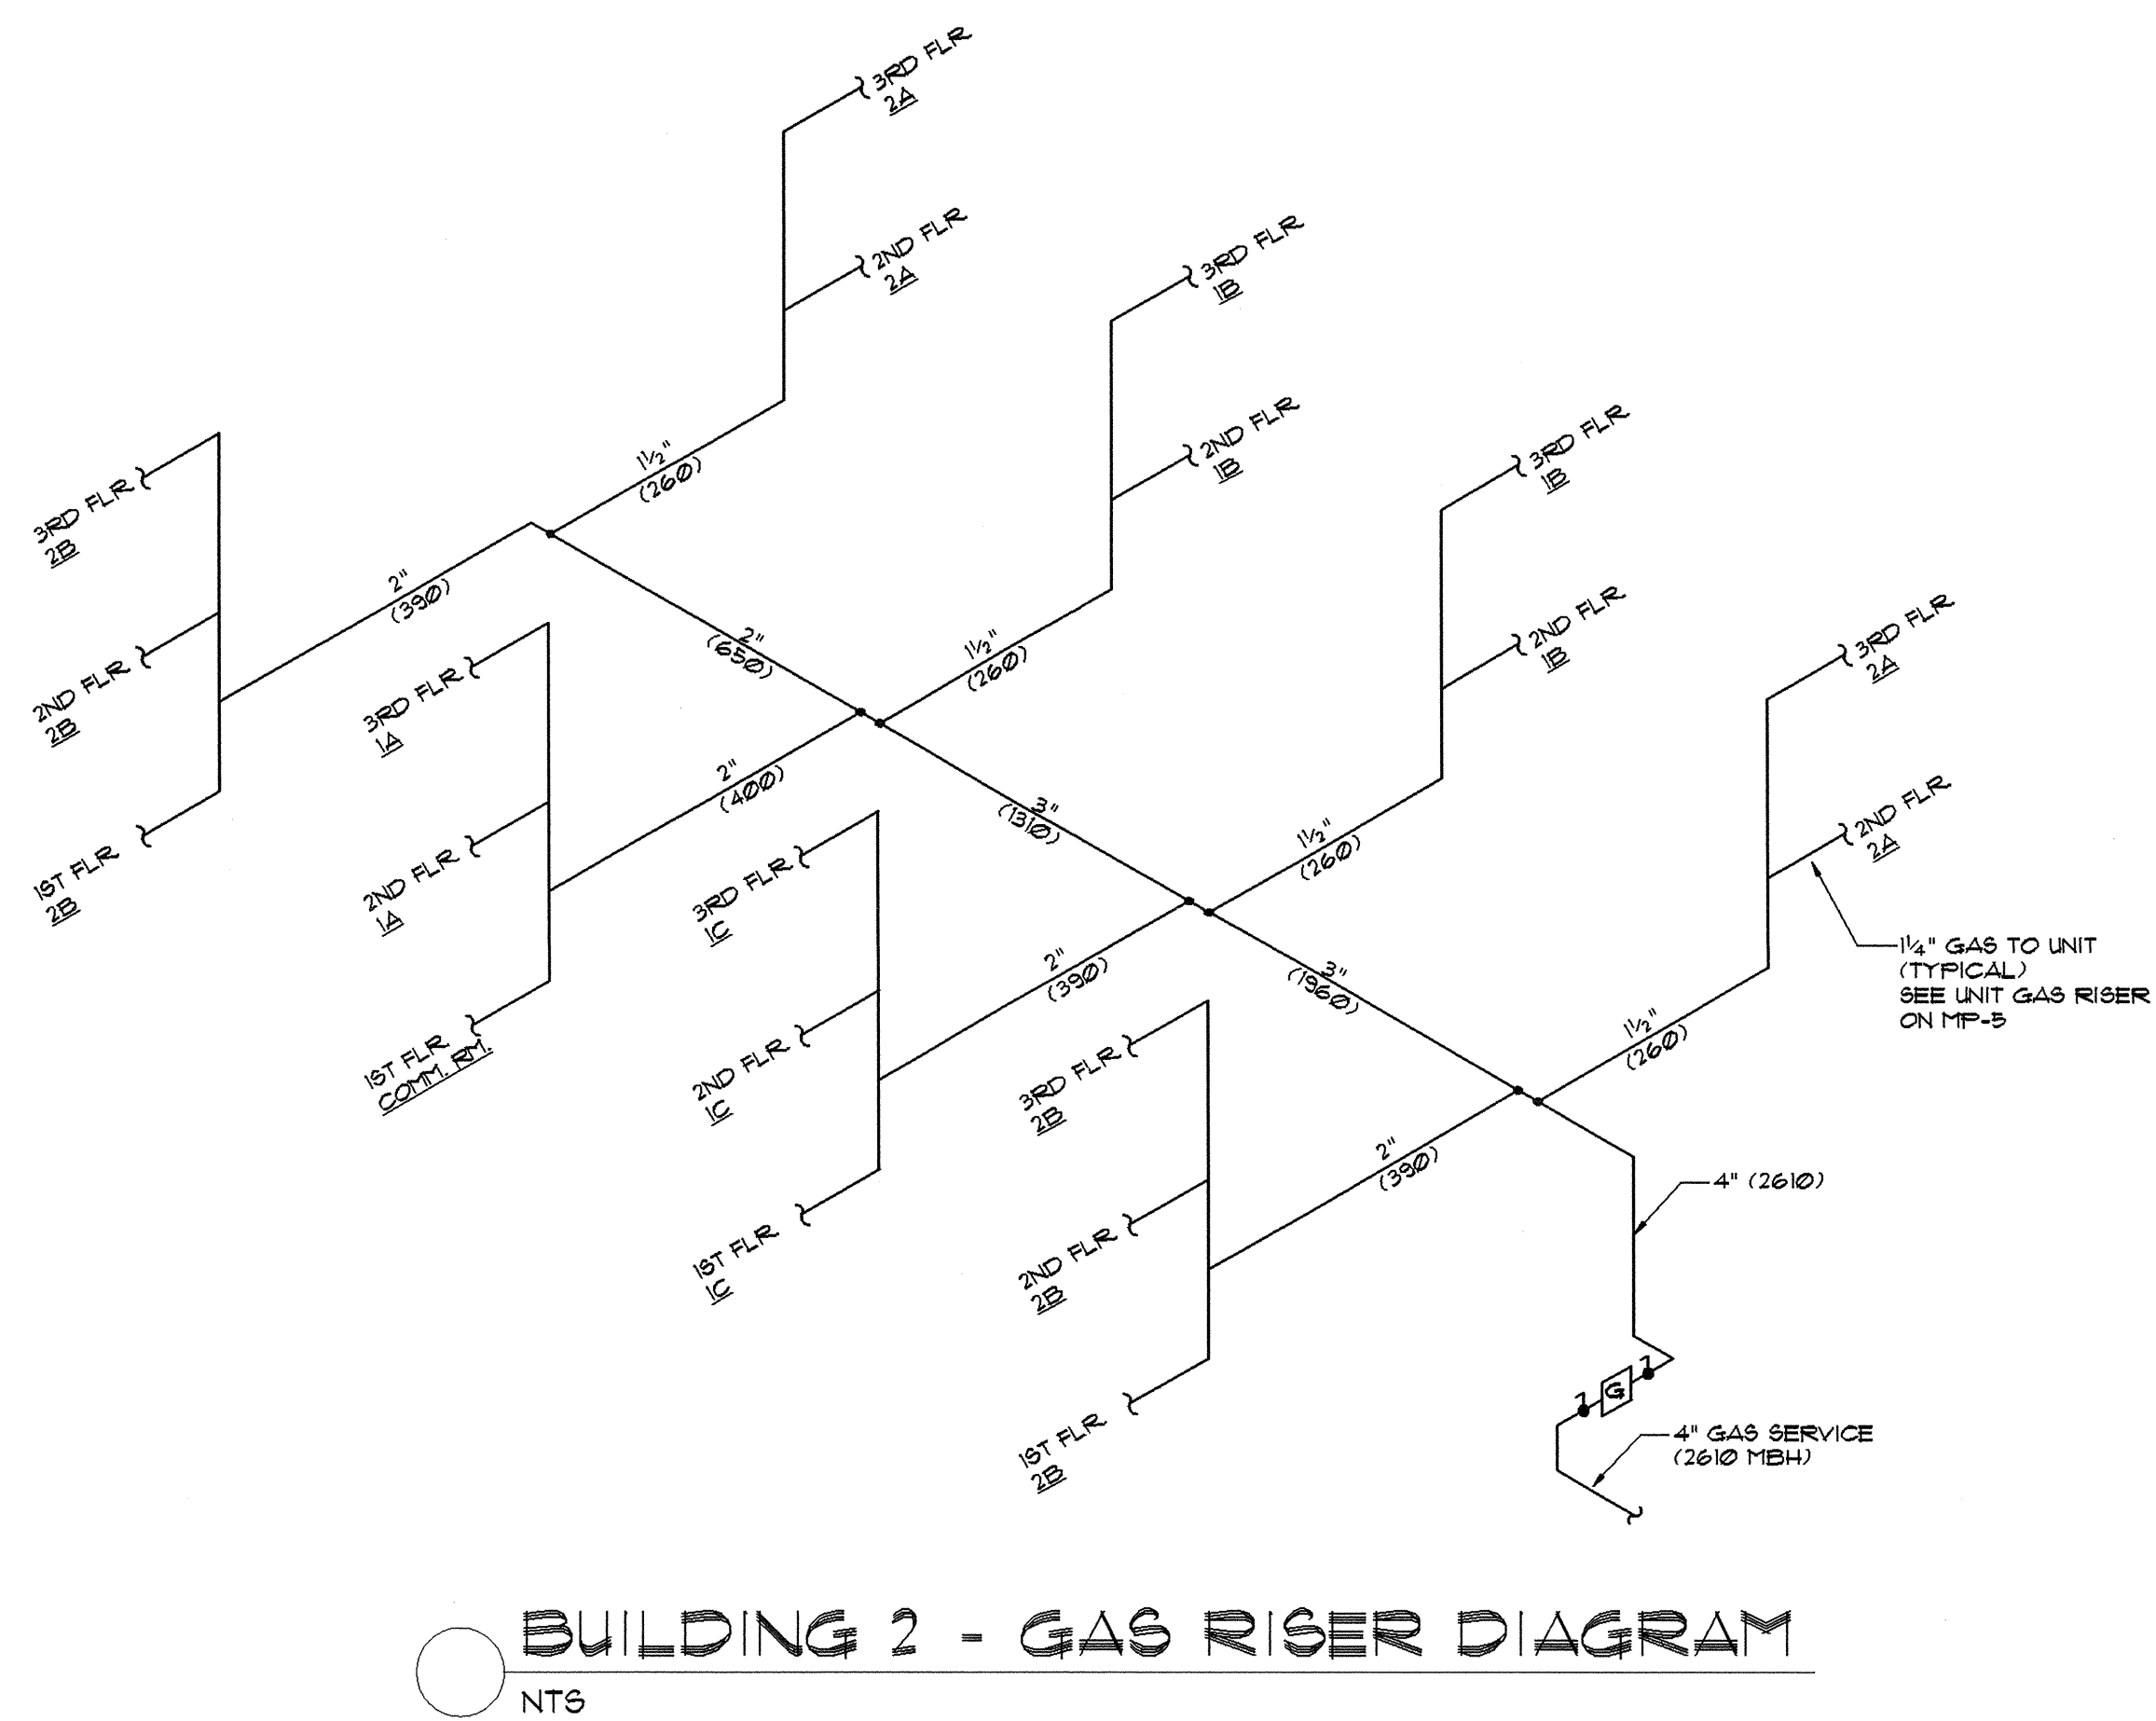 3RD FLR
2A
2ND FLR
2A
3RD FLR
1B
2ND FLR
1B
3RD FLR
1B
2ND FLR
1B
3RD FLR
2A
2ND FLR
2A
1½"
(260)
3RD FLR
2B
2ND FLR
2B
1ST FLR
2B
2"
(390)
2"
(650)
1½"
(260)
3RD FLR
1A
2ND FLR
1A
1ST FLR
COMM. RM.
2"
(400)
3"
(1310)
1½"
(260)
3RD FLR
1C
2ND FLR
1C
1ST FLR
1C
2"
(390)
3"
(1960)
1½"
(260)
1¼" GAS TO UNIT
(TYPICAL)
SEE UNIT GAS RISER
ON MP-5
3RD FLR
2B
2ND FLR
2B
1ST FLR
2B
2"
(390)
4" (2610)
G
4" GAS SERVICE
(2610 MBH)
BUILDING 2 - GAS RISER DIAGRAM
NTS